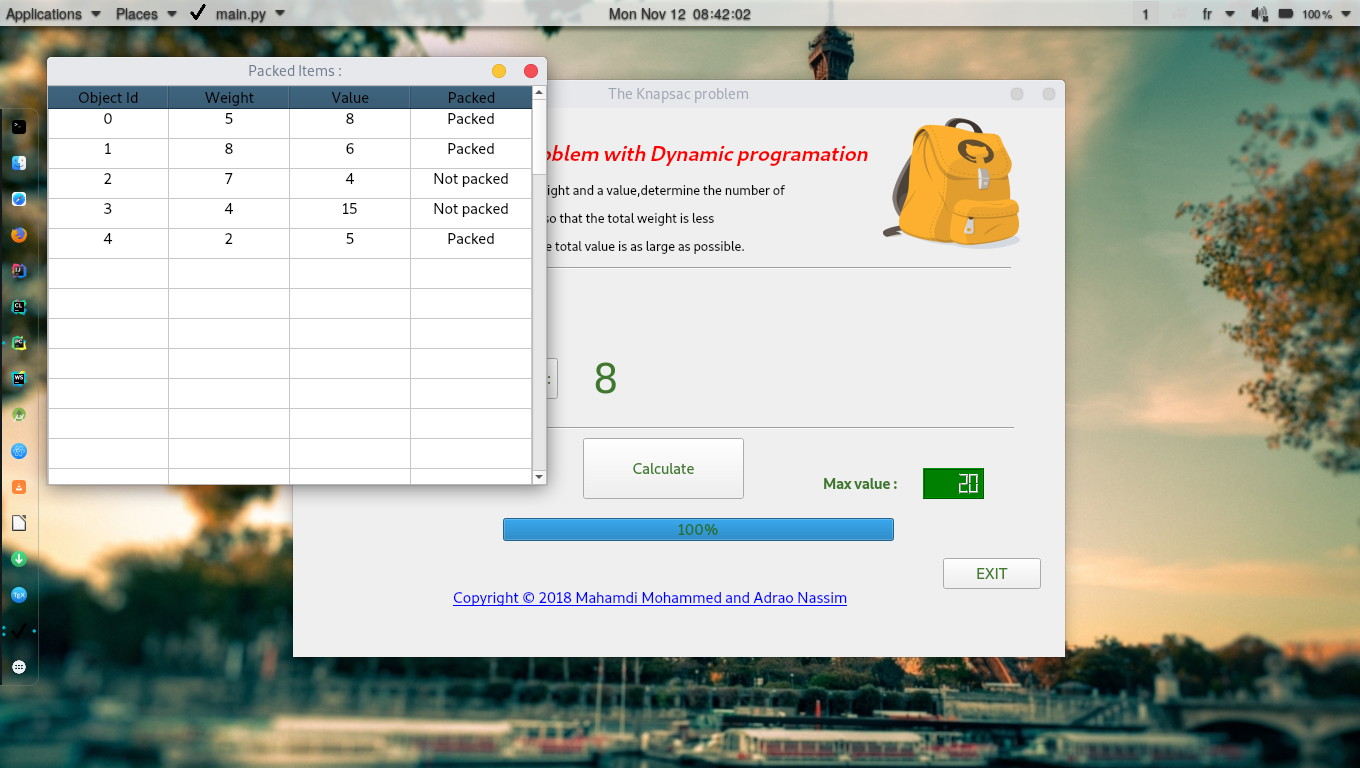 Applications Places main.py Mon Nov 12 08:42:02 1 fr 100%
Packed Items :
Object Id Weight Value Packed
0 5 8 Packed
1 8 6 Packed
2 7 4 Not packed
3 4 15 Not packed
4 2 5 Packed
The Knapsac problem
oblem with Dynamic programation
ight and a value,determine the number of
so that the total weight is less
e total value is as large as possible.
: 8
Calculate
Max value : 20
100%
EXIT
Copyright © 2018 Mahamdi Mohammed and Adrao Nassim